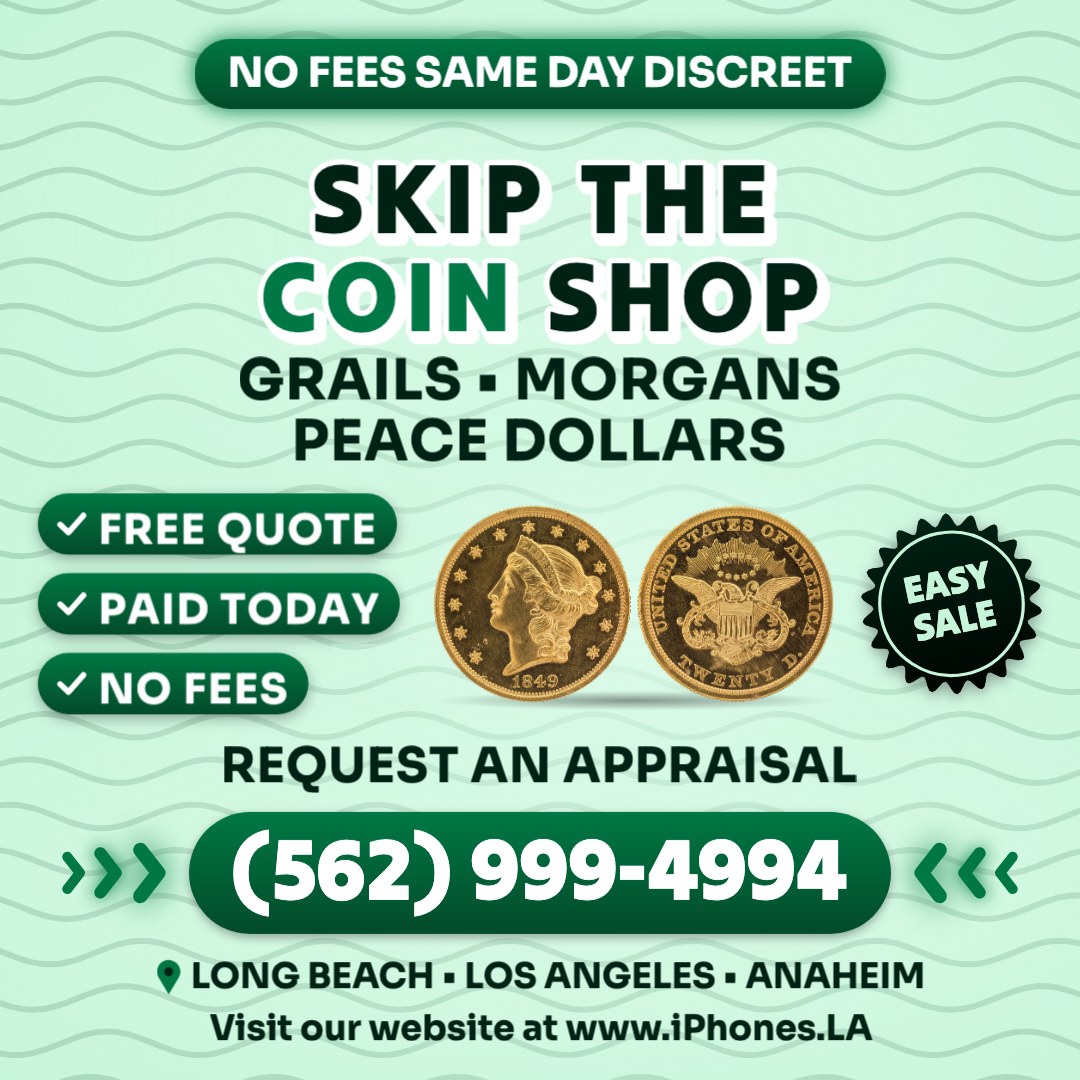 NO FEES SAME DAY DISCREET
SKIP THE
COIN SHOP
GRAILS ▪ MORGANS
PEACE DOLLARS
✓ FREE QUOTE
✓ PAID TODAY
✓ NO FEES
1849
UNITED STATES OF AMERICA
TWENTY D.
EASY
SALE
REQUEST AN APPRAISAL
(562) 999-4994
LONG BEACH ▪ LOS ANGELES ▪ ANAHEIM
Visit our website at www.iPhones.LA